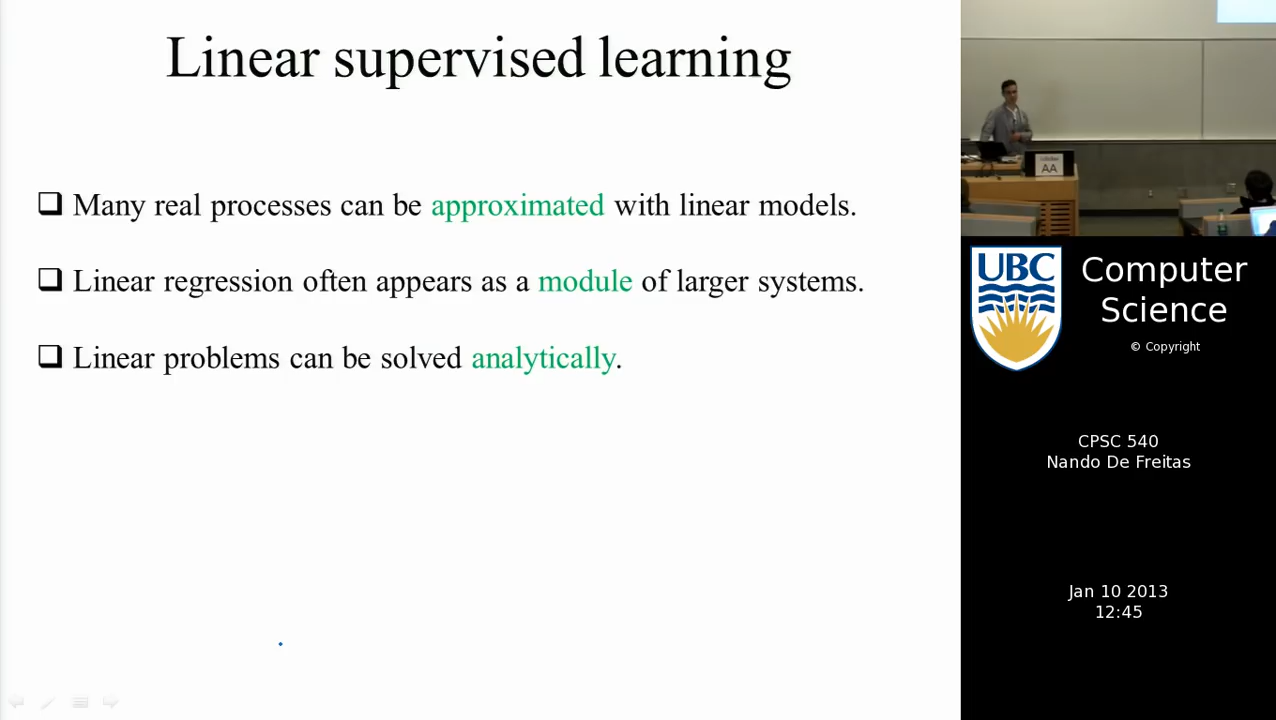 Linear supervised learning
Many real processes can be approximated with linear models.
Linear regression often appears as a module of larger systems.
Linear problems can be solved analytically.
AA
UBC
Computer
Science
© Copyright
CPSC 540
Nando De Freitas
Jan 10 2013
12:45